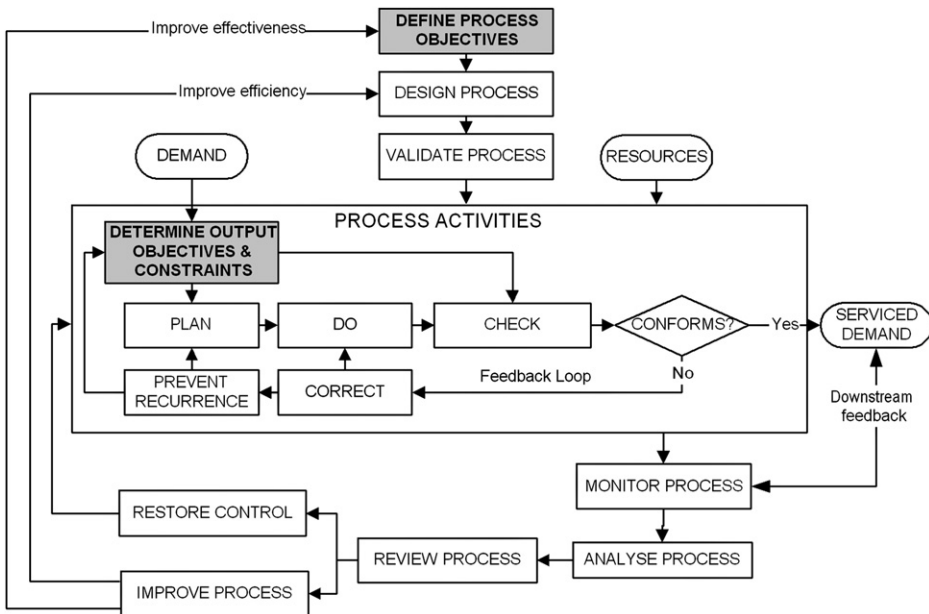 Improve effectiveness
DEFINE PROCESS
OBJECTIVES
Improve efficiency
DESIGN PROCESS
DEMAND
VALIDATE PROCESS
RESOURCES
PROCESS ACTIVITIES
DETERMINE OUTPUT
OBJECTIVES &
CONSTRAINTS
PLAN
DO
CHECK
CONFORMS?
Yes
SERVICED
DEMAND
No
PREVENT
RECURRENCE
CORRECT
Feedback Loop
Downstream
feedback
MONITOR PROCESS
RESTORE CONTROL
REVIEW PROCESS
ANALYSE PROCESS
IMPROVE PROCESS